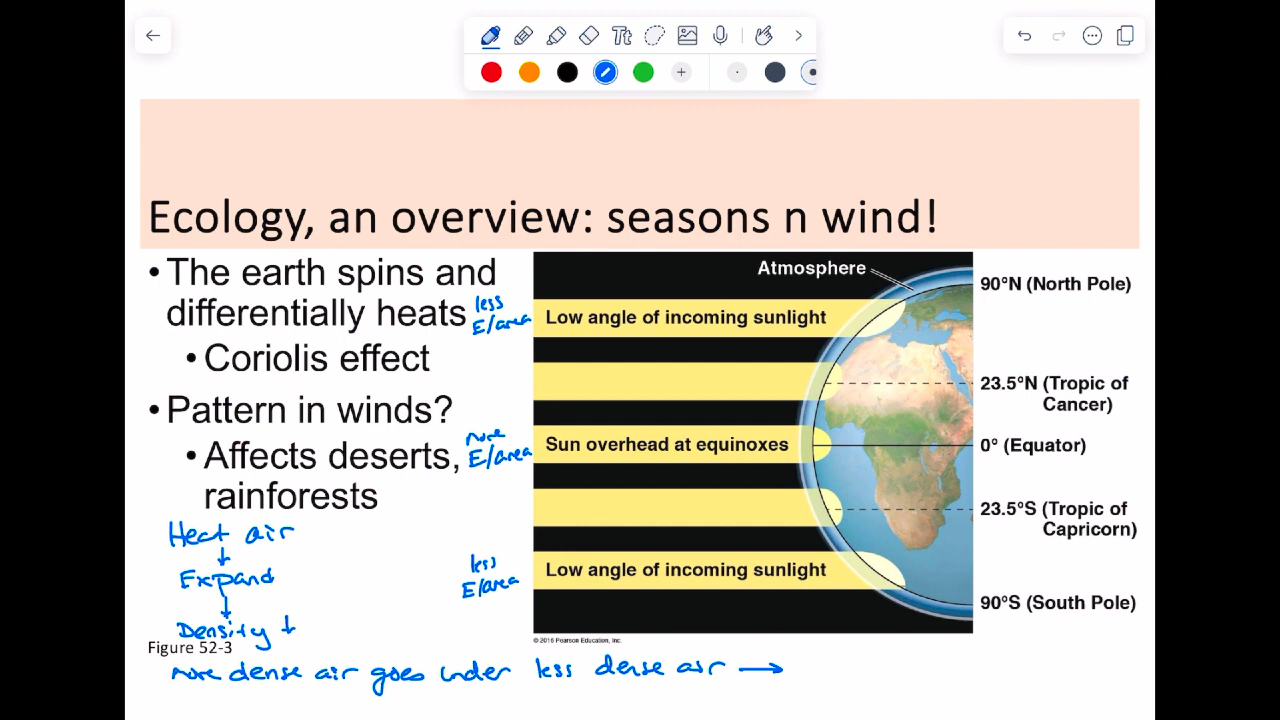 Tt
Ecology, an overview: seasons n wind!
• The earth spins and
differentially heats
• Coriolis effect
• Pattern in winds?
• Affects deserts,
rainforests
less
E/area
more
E/area
less
E/area
Heat air
↓
Expand
↓
Density ↓
Figure 52-3
more dense air goes under less dense air →
Atmosphere
Low angle of incoming sunlight
Sun overhead at equinoxes
Low angle of incoming sunlight
90°N (North Pole)
23.5°N (Tropic of
Cancer)
0° (Equator)
23.5°S (Tropic of
Capricorn)
90°S (South Pole)
© 2016 Pearson Education, Inc.